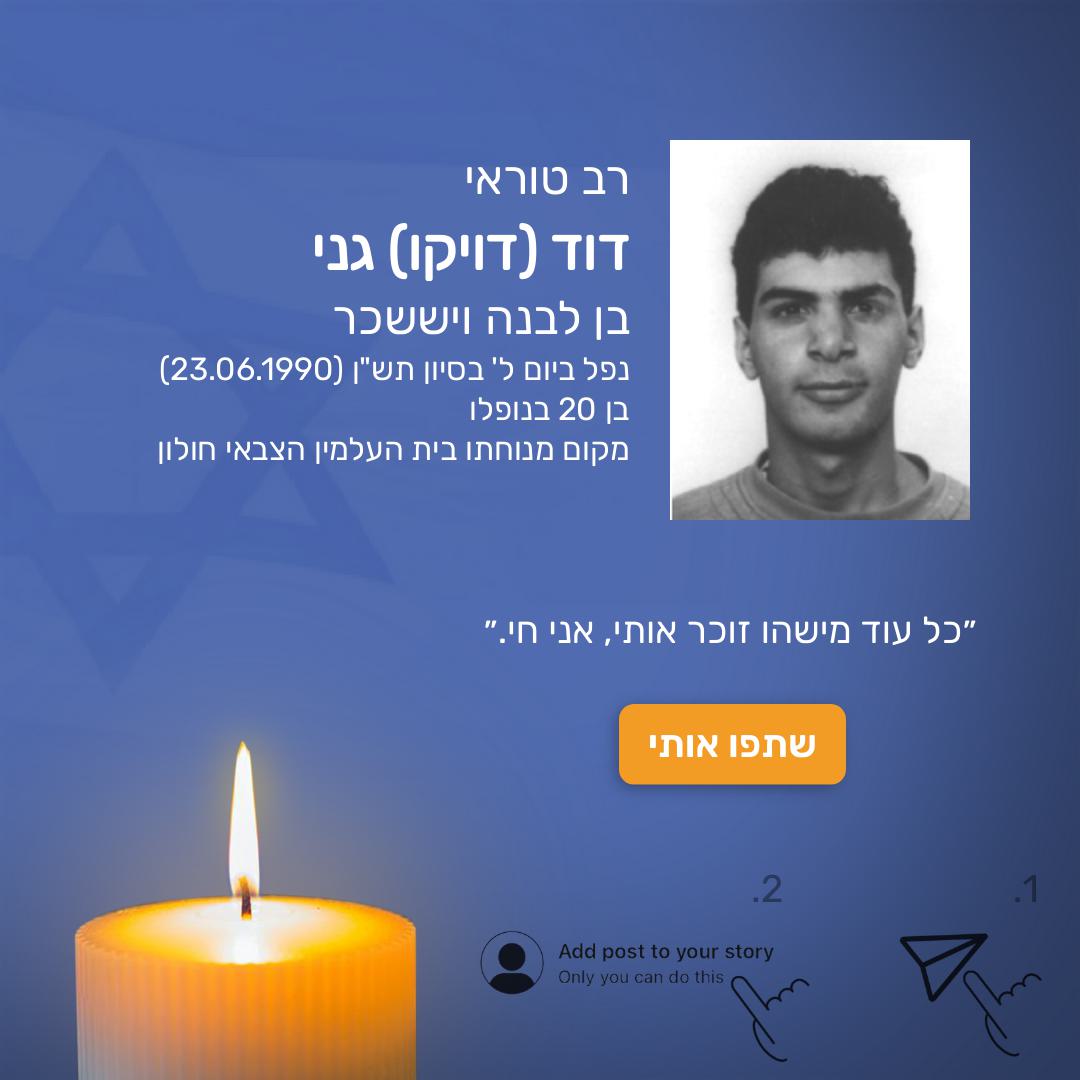 רב טוראי
דוד (דויקו) גני
בן לבנה ויששכר
נפל ביום ל' בסיון תש"ן (23.06.1990)
בן 20 בנופלו
מקום מנוחתו בית העלמין הצבאי חולון
״כל עוד מישהו זוכר אותי, אני חי.״
שתפו אותי
1.
2.
Add post to your story
Only you can do this